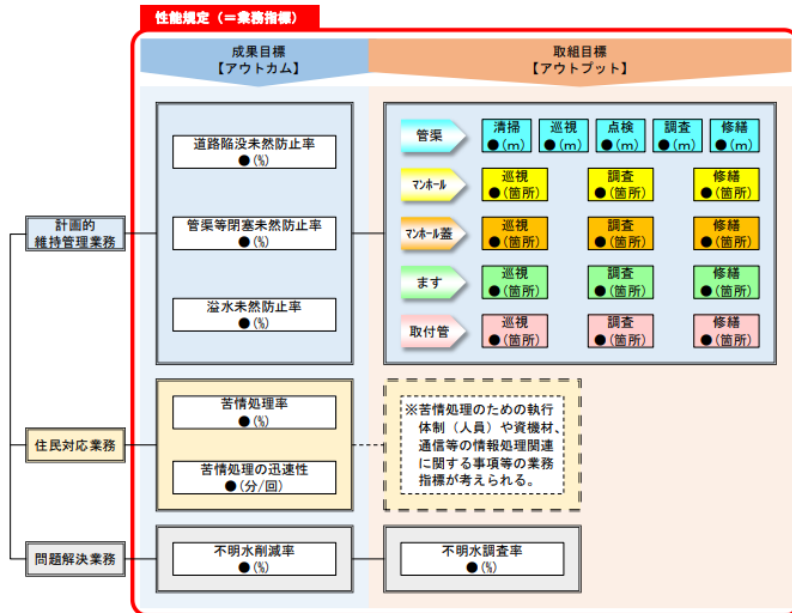 性能規定（＝業務指標）
成果目標
【アウトカム】
取組目標
【アウトプット】
計画的
維持管理業務
道路陥没未然防止率
●(%)
管渠等閉塞未然防止率
●(%)
溢水未然防止率
●(%)
管渠
清掃
●(m)
巡視
●(m)
点検
●(m)
調査
●(m)
修繕
●(m)
マンホール
巡視
●(箇所)
調査
●(箇所)
修繕
●(箇所)
マンホール蓋
巡視
●(箇所)
調査
●(箇所)
修繕
●(箇所)
ます
巡視
●(箇所)
調査
●(箇所)
修繕
●(箇所)
取付管
巡視
●(箇所)
調査
●(箇所)
修繕
●(箇所)
住民対応業務
苦情処理率
●(%)
苦情処理の迅速性
●(分/回)
※苦情処理のための執行
体制（人員）や資機材、
通信等の情報処理関連
に関する事項等の業務
指標が考えられる。
問題解決業務
不明水削減率
●(%)
不明水調査率
●(%)